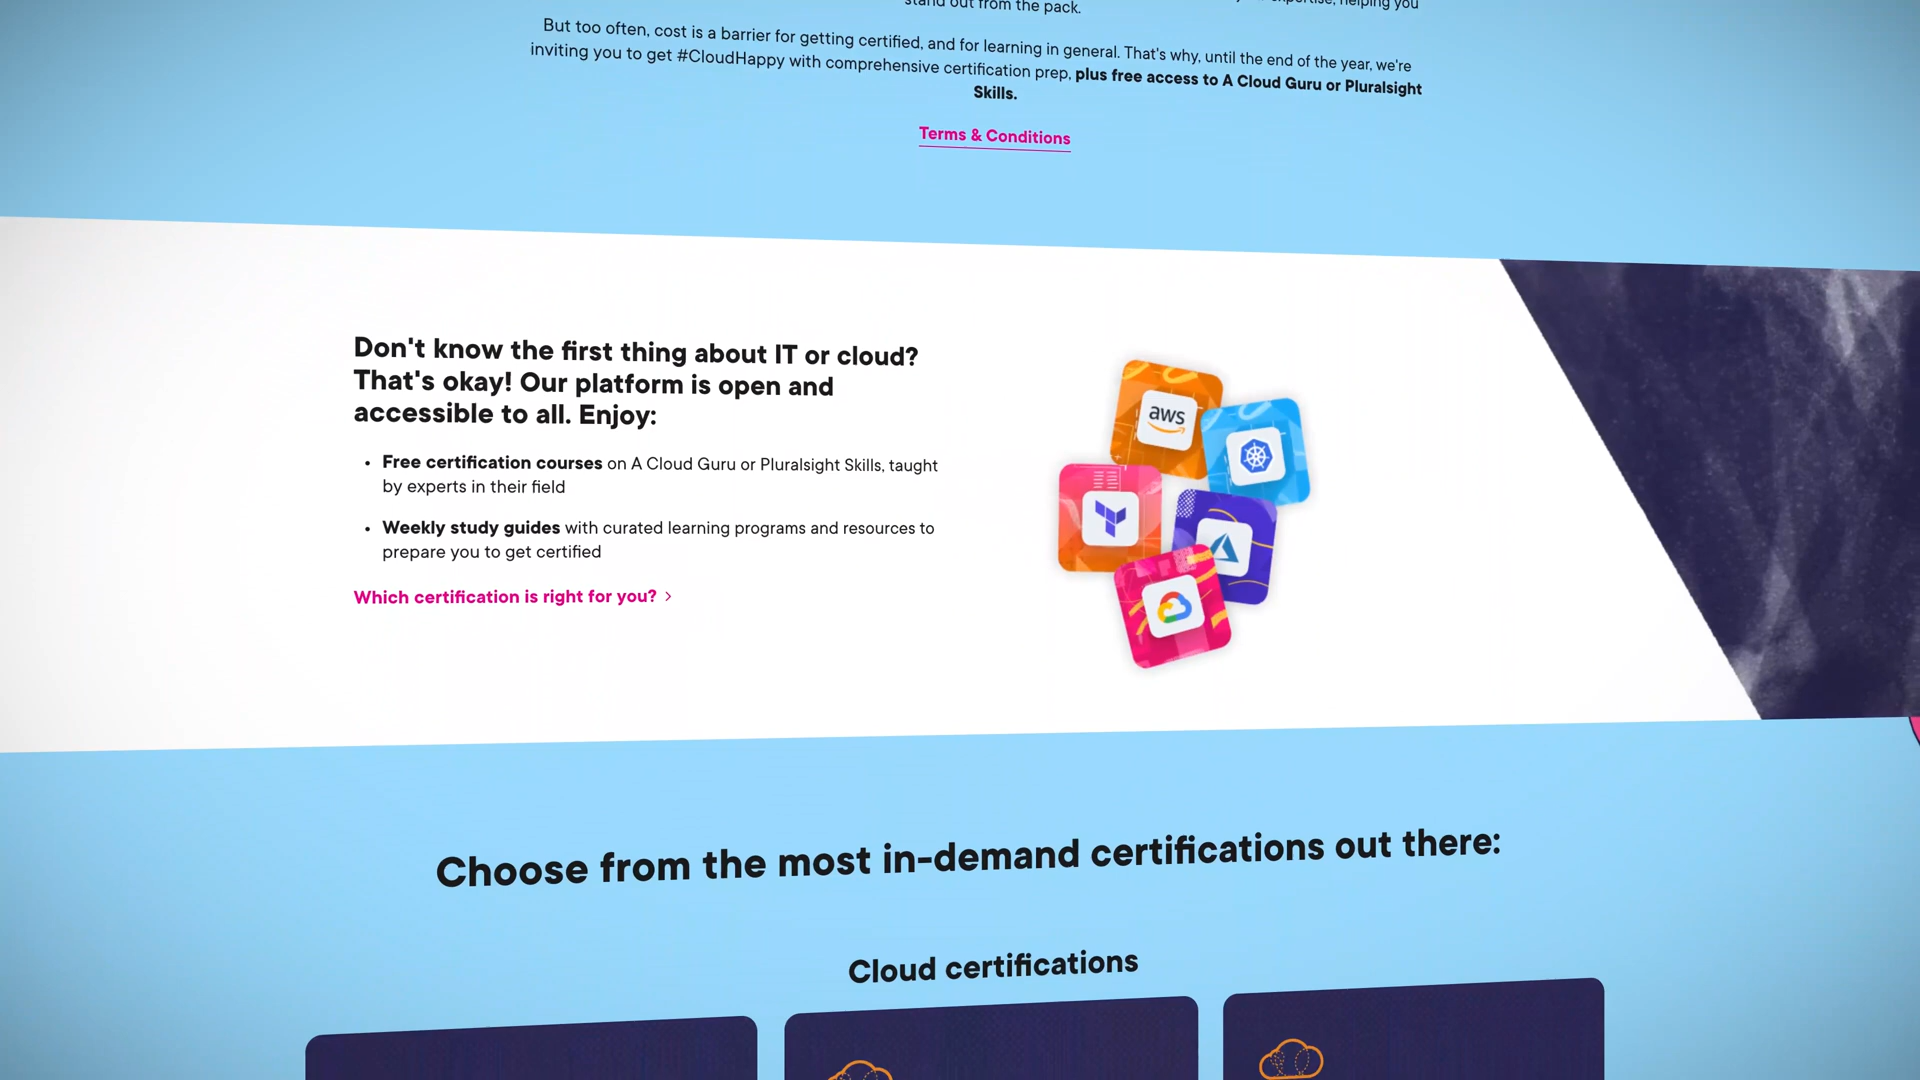 stand out from the pack.
helping you
But too often, cost is a barrier for getting certified, and for learning in general. That's why, until the end of the year, we're
inviting you to get #CloudHappy with comprehensive certification prep, plus free access to A Cloud Guru or Pluralsight
Skills.
Terms & Conditions
Don't know the first thing about IT or cloud?
That's okay! Our platform is open and
accessible to all. Enjoy:
• Free certification courses on A Cloud Guru or Pluralsight Skills, taught
by experts in their field
• Weekly study guides with curated learning programs and resources to
prepare you to get certified
Which certification is right for you? >
aws
Choose from the most in-demand certifications out there:
Cloud certifications